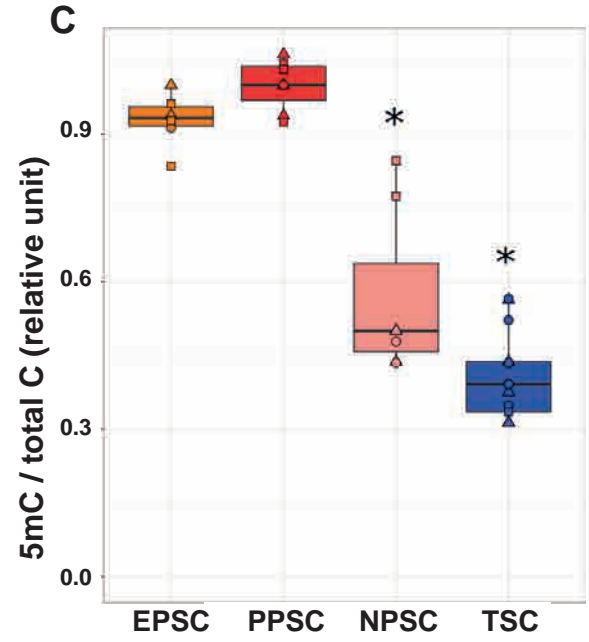 C
5mC / total C (relative unit)
0.9
*
0.6
*
0.3
0.0
EPSC PPSC NPSC TSC